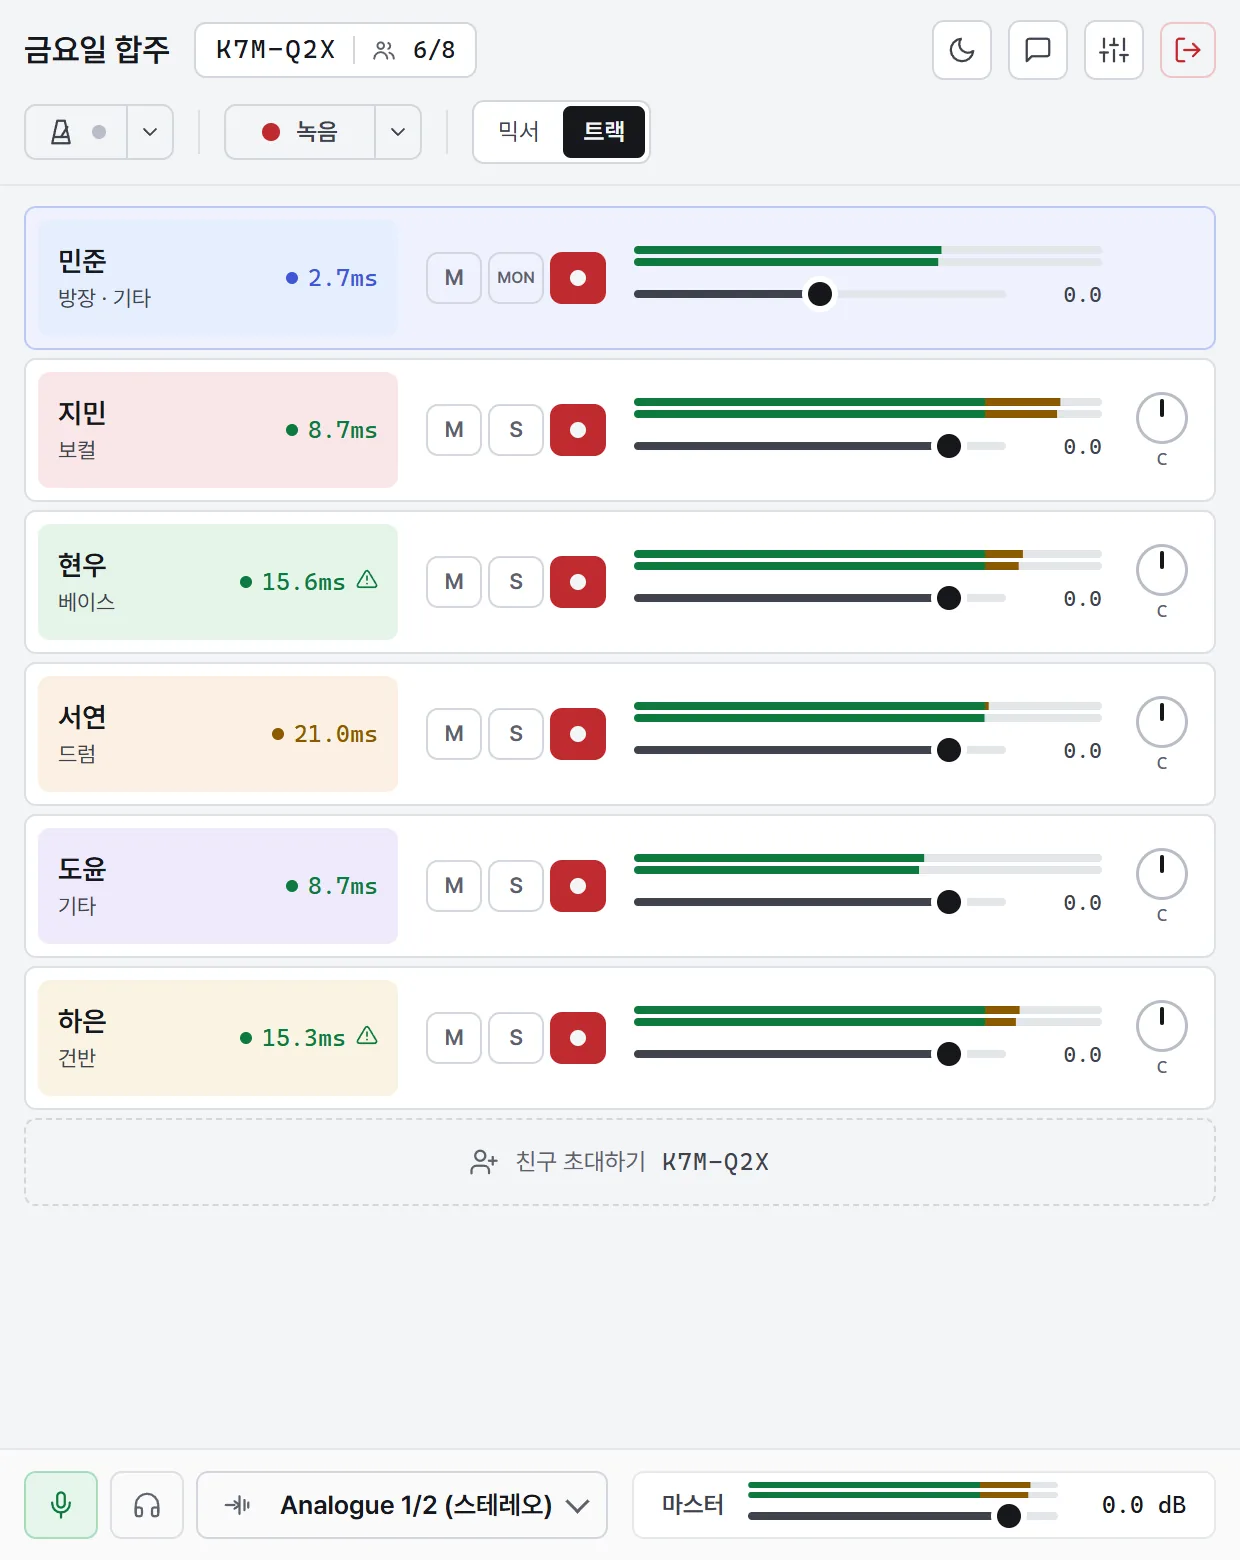 금요일 합주 K7M-Q2X 6/8
녹음 믹서 트랙
민준
방장 · 기타
2.7ms
M MON
0.0
지민
보컬
8.7ms
M S
0.0
C
현우
베이스
15.6ms
M S
0.0
C
서연
드럼
21.0ms
M S
0.0
C
도윤
기타
8.7ms
M S
0.0
C
하은
건반
15.3ms
M S
0.0
C
친구 초대하기 K7M-Q2X
Analogue 1/2 (스테레오) 마스터 0.0 dB